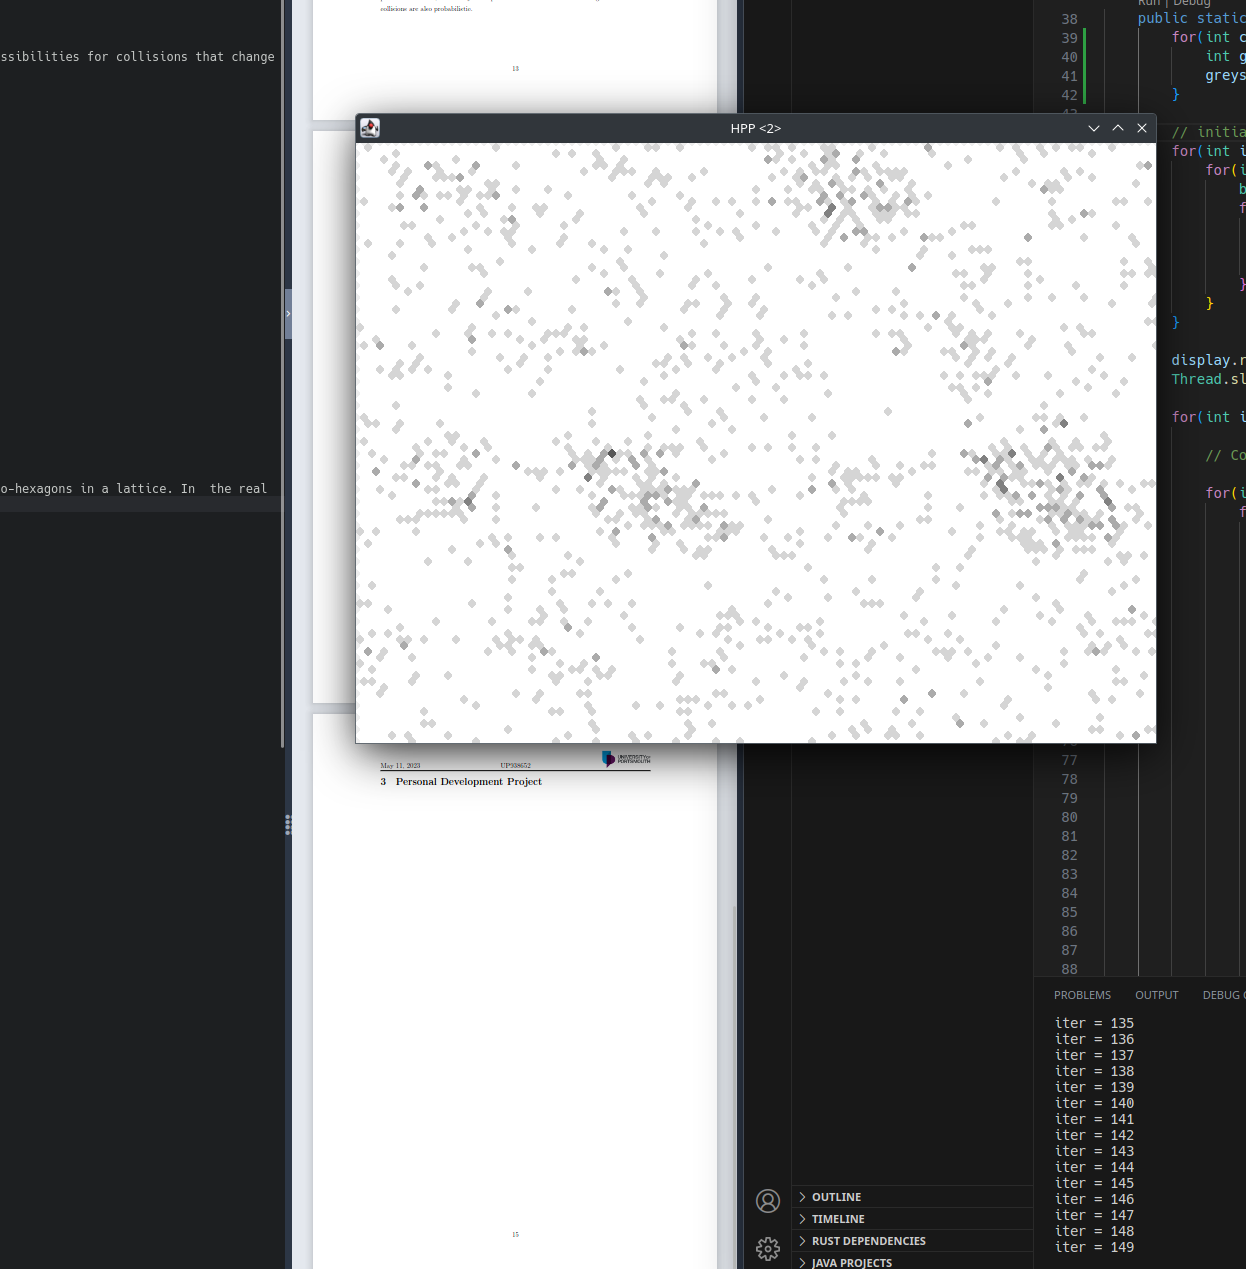 ssibilities for collisions that change
o-hexagons in a lattice. In  the real
collisions are also probabilistic.
13
HPP <2>
May 11, 2023
UP938652
UNIVERSITY OF
PORTSMOUTH
3 Personal Development Project
15
Run | Debug
38 public static
39 for(int c
40 int g
41 greys
42 }
// initia
for(int i
for(i
b
f
}
}
}
display.r
Thread.sl
for(int i
// Co
for(i
f
77
78
79
80
81
82
83
84
85
86
87
88
OUTLINE
TIMELINE
RUST DEPENDENCIES
JAVA PROJECTS
PROBLEMS OUTPUT DEBUG C
iter = 135
iter = 136
iter = 137
iter = 138
iter = 139
iter = 140
iter = 141
iter = 142
iter = 143
iter = 144
iter = 145
iter = 146
iter = 147
iter = 148
iter = 149